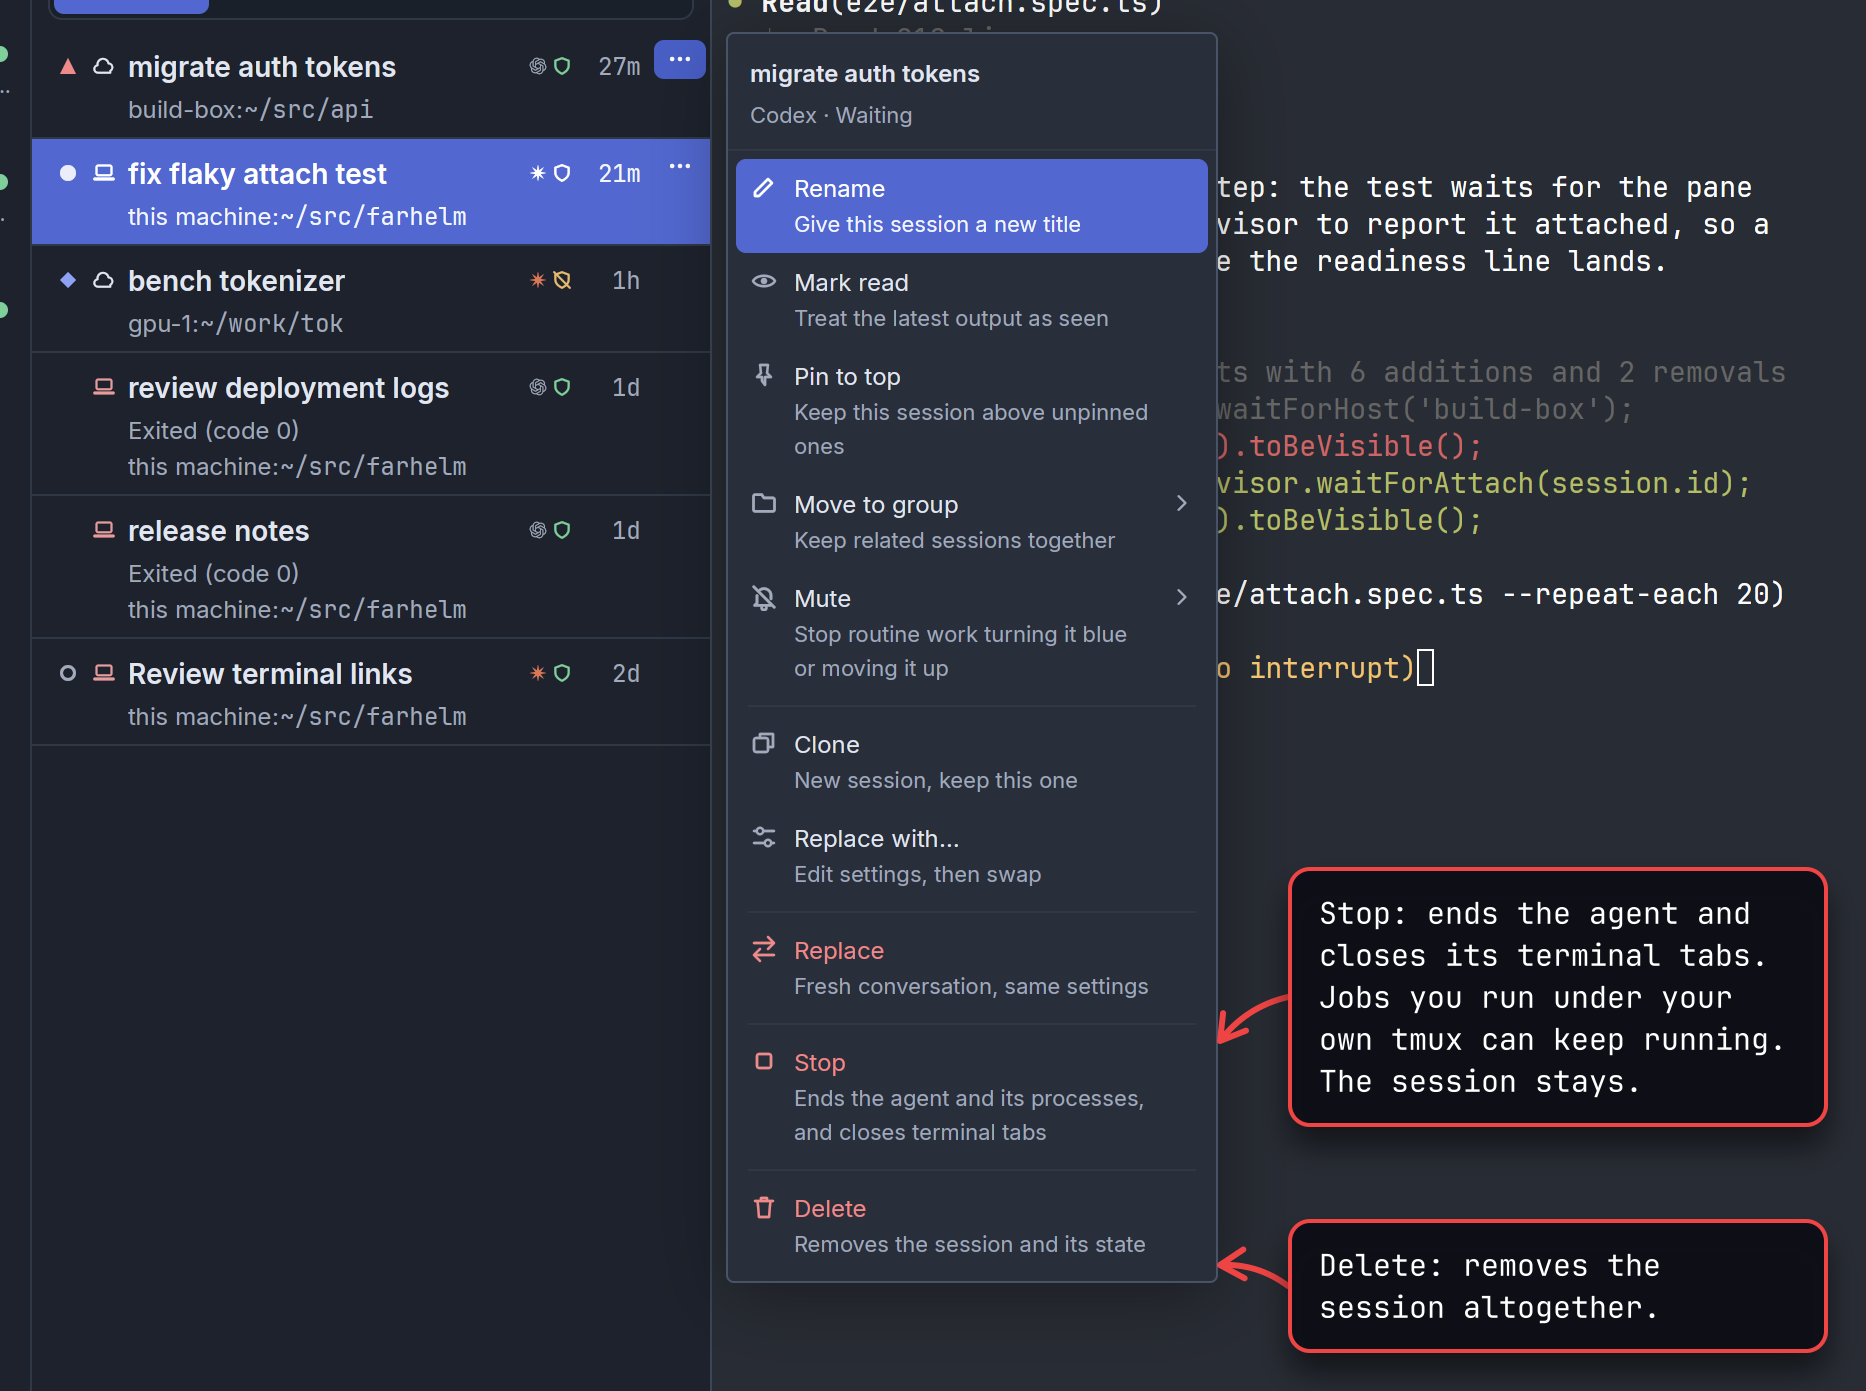 migrate auth tokens
27m
build-box:~/src/api
fix flaky attach test
21m
this machine:~/src/farhelm
bench tokenizer
1h
gpu-1:~/work/tok
review deployment logs
1d
Exited (code 0)
this machine:~/src/farhelm
release notes
1d
Exited (code 0)
this machine:~/src/farhelm
Review terminal links
2d
this machine:~/src/farhelm
Read(e2e/attach.spec.ts)
migrate auth tokens
Codex · Waiting
Rename
Give this session a new title
Mark read
Treat the latest output as seen
Pin to top
Keep this session above unpinned
ones
Move to group
Keep related sessions together
Mute
Stop routine work turning it blue
or moving it up
Clone
New session, keep this one
Replace with...
Edit settings, then swap
Replace
Fresh conversation, same settings
Stop
Ends the agent and its processes,
and closes terminal tabs
Delete
Removes the session and its state
tep: the test waits for the pane
visor to report it attached, so a
e the readiness line lands.
ts with 6 additions and 2 removals
waitForHost('build-box');
).toBeVisible();
visor.waitForAttach(session.id);
).toBeVisible();
e/attach.spec.ts --repeat-each 20)
o interrupt)
Stop: ends the agent and
closes its terminal tabs.
Jobs you run under your
own tmux can keep running.
The session stays.
Delete: removes the
session altogether.